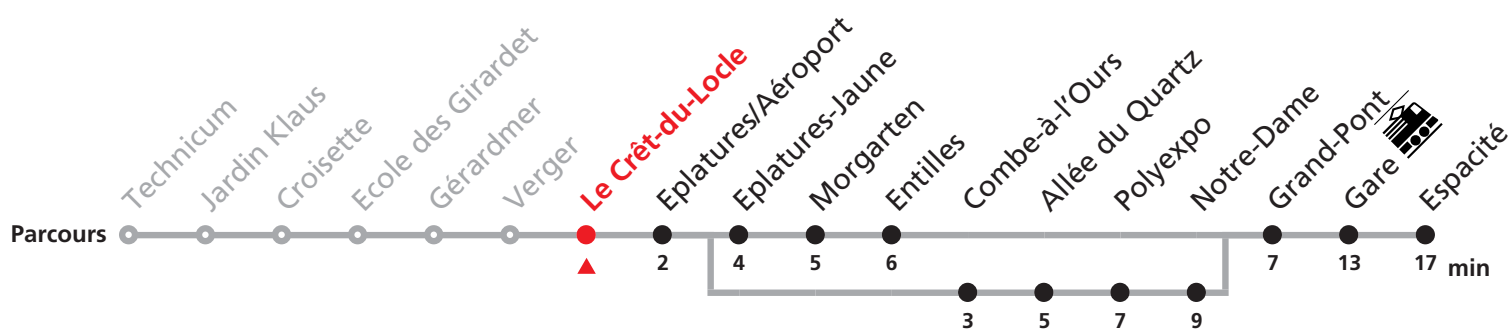 Technicum
Jardin Klaus
Croisette
Ecole des Girardet
Gérardmer
Verger
Le Crêt-du-Locle
Eplatures/Aéroport
Eplatures-Jaune
Morgarten
Entilles
Combe-à-l'Ours
Allée du Quartz
Polyexpo
Notre-Dame
Grand-Pont
Gare
Espacité
Parcours
2 4 5 6 7 13 17 min
3 5 7 9